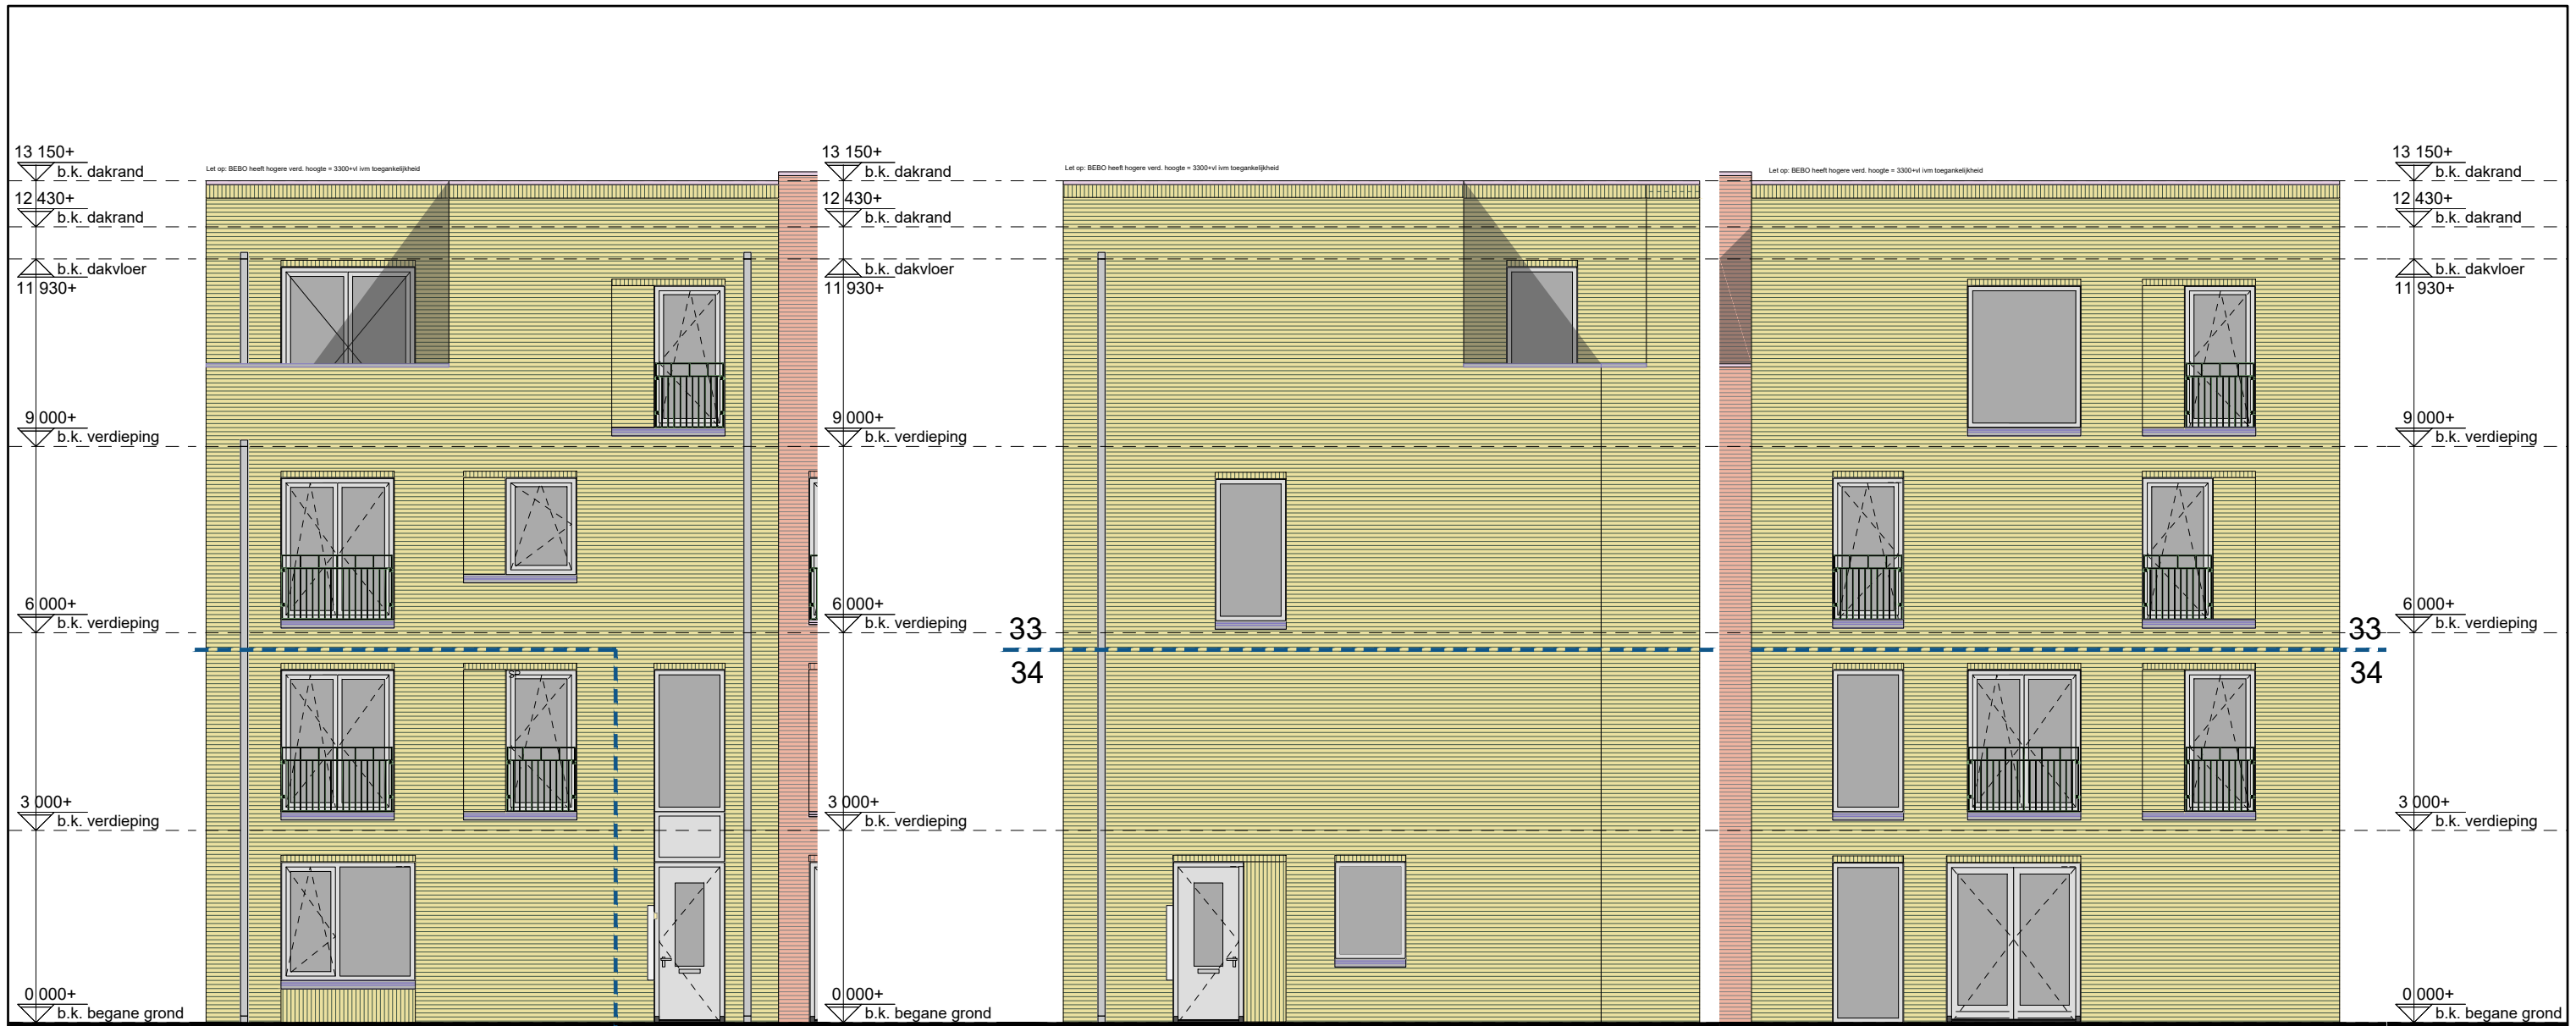 Let op: BEBO heeft hogere verd. hoogte = 3300+vl ivm toegankelijkheid
Let op: BEBO heeft hogere verd. hoogte = 3300+vl ivm toegankelijkheid
Let op: BEBO heeft hogere verd. hoogte = 3300+vl ivm toegankelijkheid
13 150+
b.k. dakrand
12 430+
b.k. dakrand
b.k. dakvloer
11 930+
9 000+
b.k. verdieping
6 000+
b.k. verdieping
3 000+
b.k. verdieping
0 000+
b.k. begane grond
SP
13 150+
b.k. dakrand
12 430+
b.k. dakrand
b.k. dakvloer
11 930+
9 000+
b.k. verdieping
6 000+
b.k. verdieping
3 000+
b.k. verdieping
0 000+
b.k. begane grond
33
34
33
34
13 150+
b.k. dakrand
12 430+
b.k. dakrand
b.k. dakvloer
11 930+
9 000+
b.k. verdieping
6 000+
b.k. verdieping
3 000+
b.k. verdieping
0 000+
b.k. begane grond